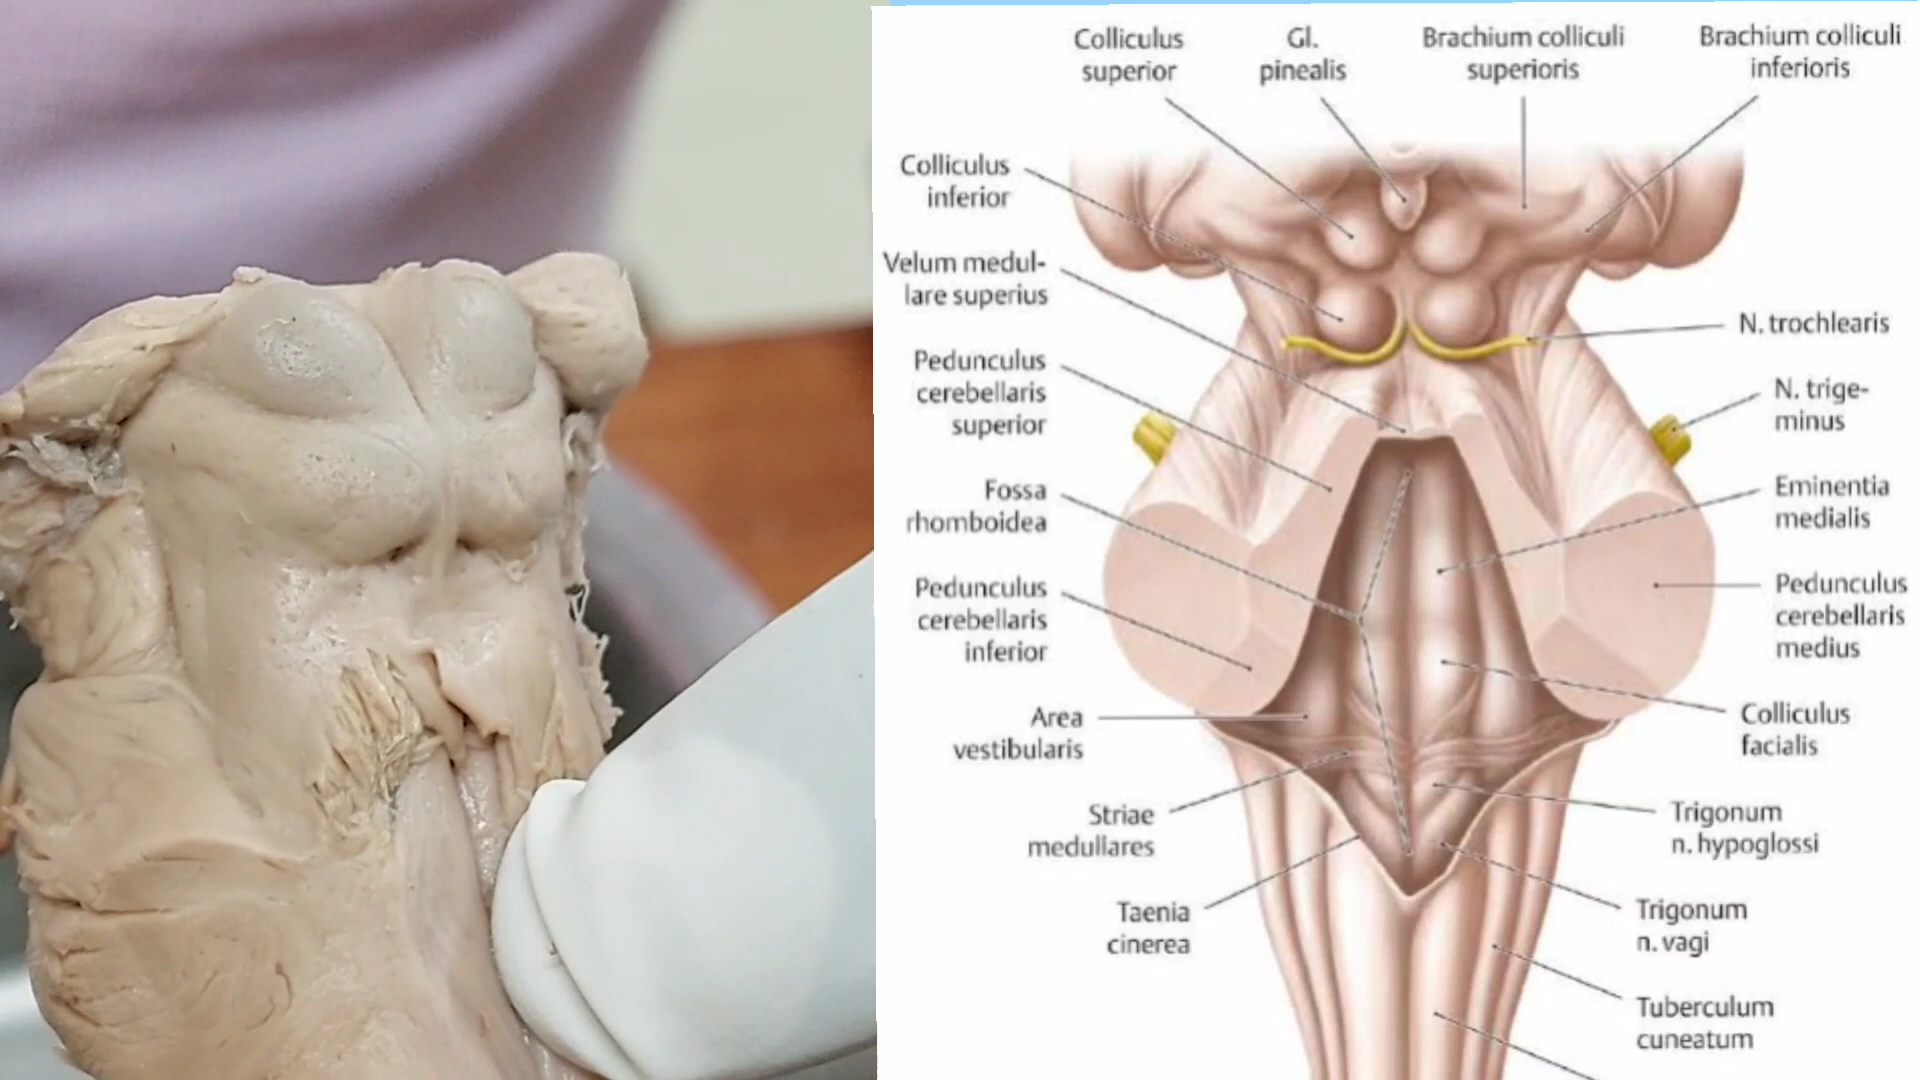 Colliculus
superior
Gl.
pinealis
Brachium colliculi
superioris
Brachium colliculi
inferioris
Colliculus
inferior
Velum medul-
lare superius
Pedunculus
cerebellaris
superior
Fossa
rhomboidea
Pedunculus
cerebellaris
inferior
Area
vestibularis
Striae
medullares
Taenia
cinerea
N. trochlearis
N. trige-
minus
Eminentia
medialis
Pedunculus
cerebellaris
medius
Colliculus
facialis
Trigonum
n. hypoglossi
Trigonum
n. vagi
Tuberculum
cuneatum